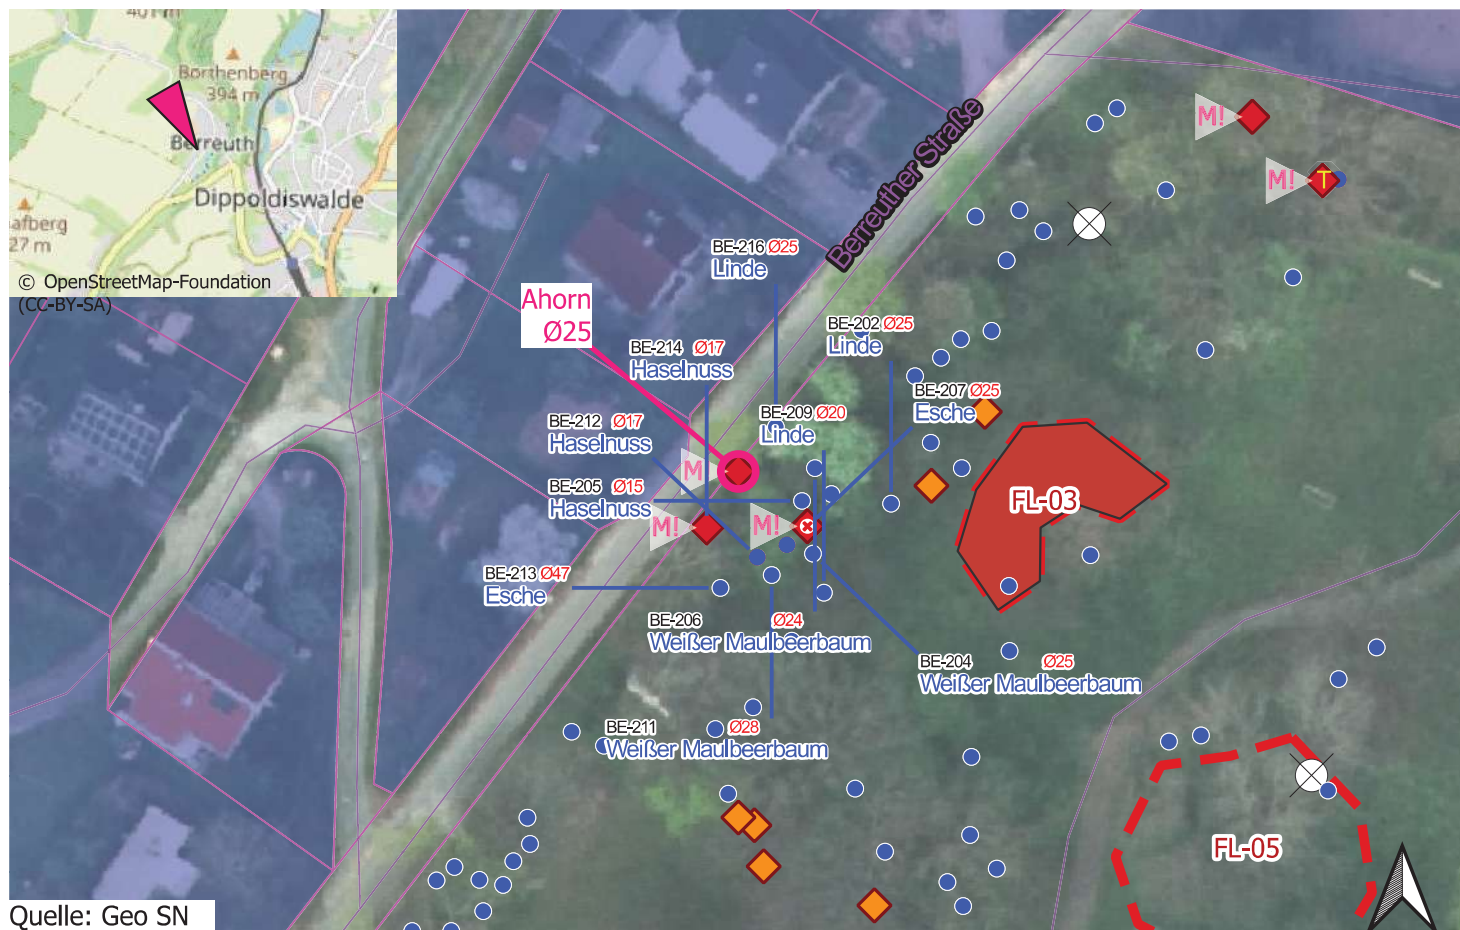 401 m
Borthenberg
394 m
Berreuth
Dippoldiswalde
afberg
27 m
© OpenStreetMap-Foundation
(CC-BY-SA)
Berreuther Straße
M!
M!
T
BE-216 Ø25
Linde
Ahorn
Ø25
BE-202 Ø25
Linde
BE-214 Ø17
Haselnuss
BE-207 Ø25
Esche
BE-209 Ø20
Linde
BE-212 Ø17
Haselnuss
M
BE-205 Ø15
Haselnuss
FL-03
M!
M!
BE-213 Ø47
Esche
BE-206 Ø24
Weißer Maulbeerbaum
BE-204 Ø25
Weißer Maulbeerbaum
BE-211 Ø28
Weißer Maulbeerbaum
FL-05
Quelle: Geo SN